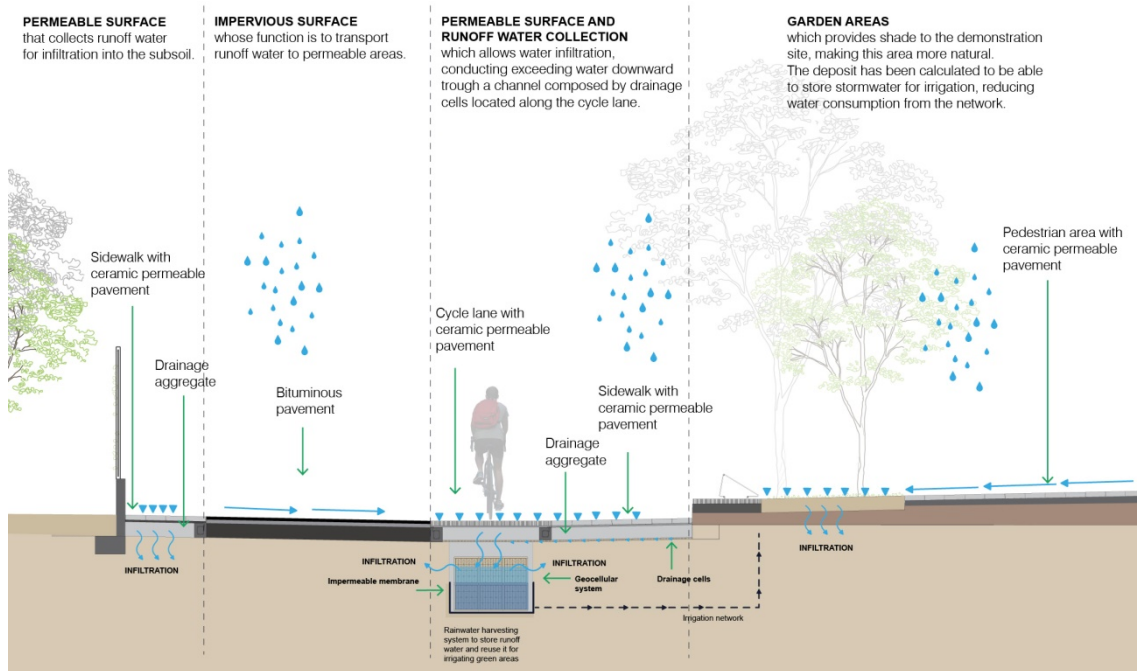 PERMEABLE SURFACE
that collects runoff water
for infiltration into the subsoil.
IMPERVIOUS SURFACE
whose function is to transport
runoff water to permeable areas.
PERMEABLE SURFACE AND
RUNOFF WATER COLLECTION
which allows water infiltration,
conducting exceeding water downward
trough a channel composed by drainage
cells located along the cycle lane.
GARDEN AREAS
which provides shade to the demonstration
site, making this area more natural.
The deposit has been calculated to be able
to store stormwater for irrigation, reducing
water consumption from the network.
Sidewalk with
ceramic permeable
pavement
Drainage
aggregate
Bituminous
pavement
Cycle lane with
ceramic permeable
pavement
Drainage
aggregate
Sidewalk with
ceramic permeable
pavement
Pedestrian area with
ceramic permeable
pavement
INFILTRATION
INFILTRATION
INFILTRATION
INFILTRATION
Impermeable membrane
Geocellular
system
Drainage cells
Irrigation network
Rainwater harvesting
system to store runoff
water and reuse it for
irrigating green areas